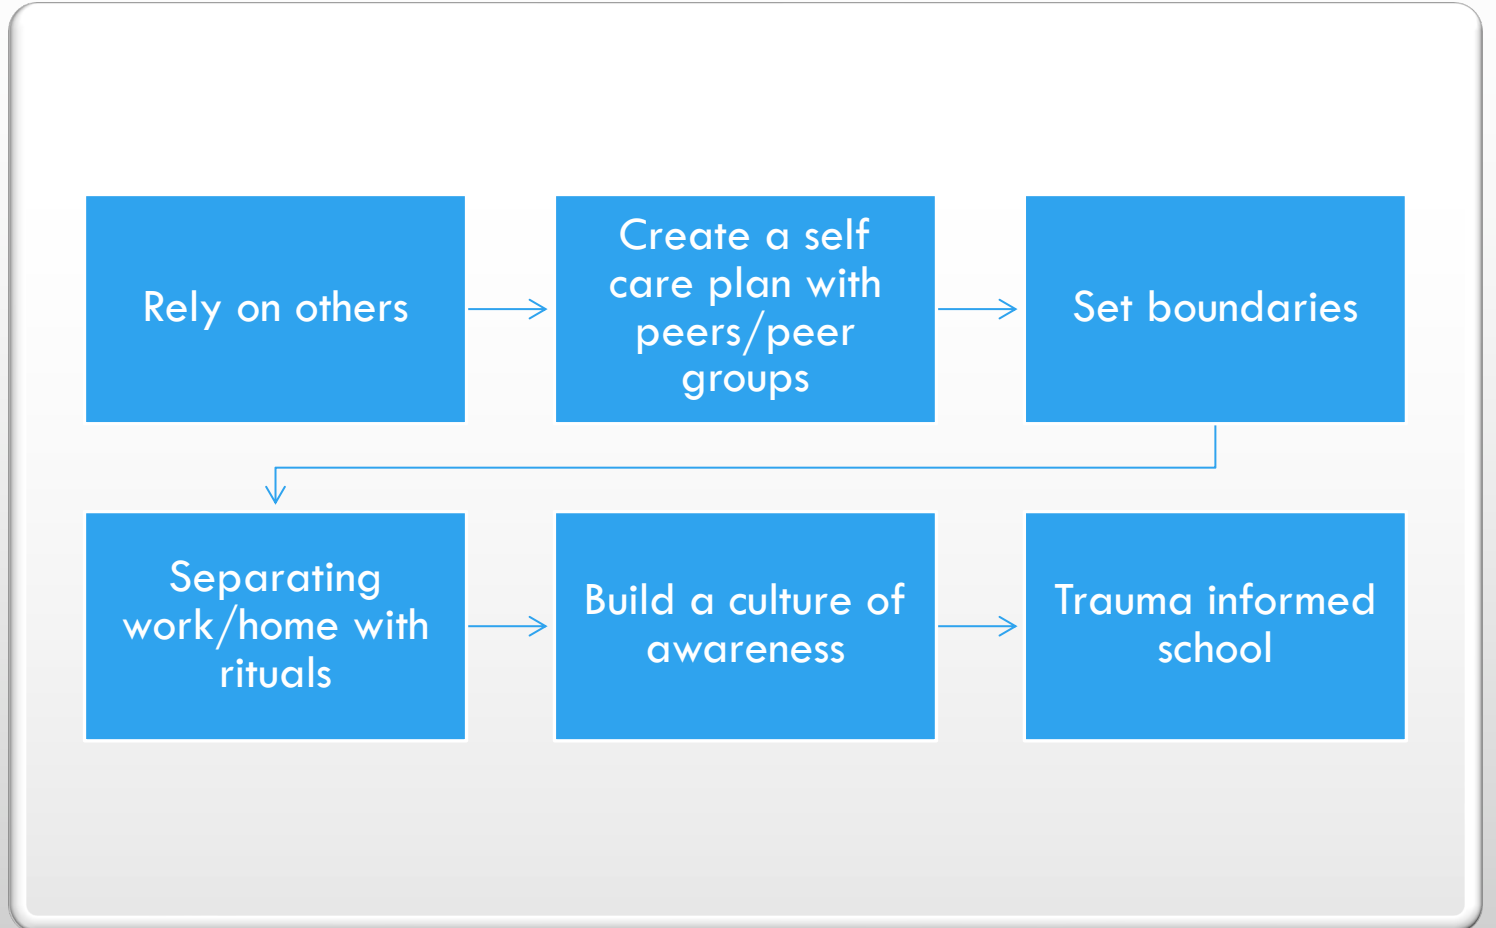 Rely on others
Create a self
care plan with
peers/peer
groups
Set boundaries
Separating
work/home with
rituals
Build a culture of
awareness
Trauma informed
school